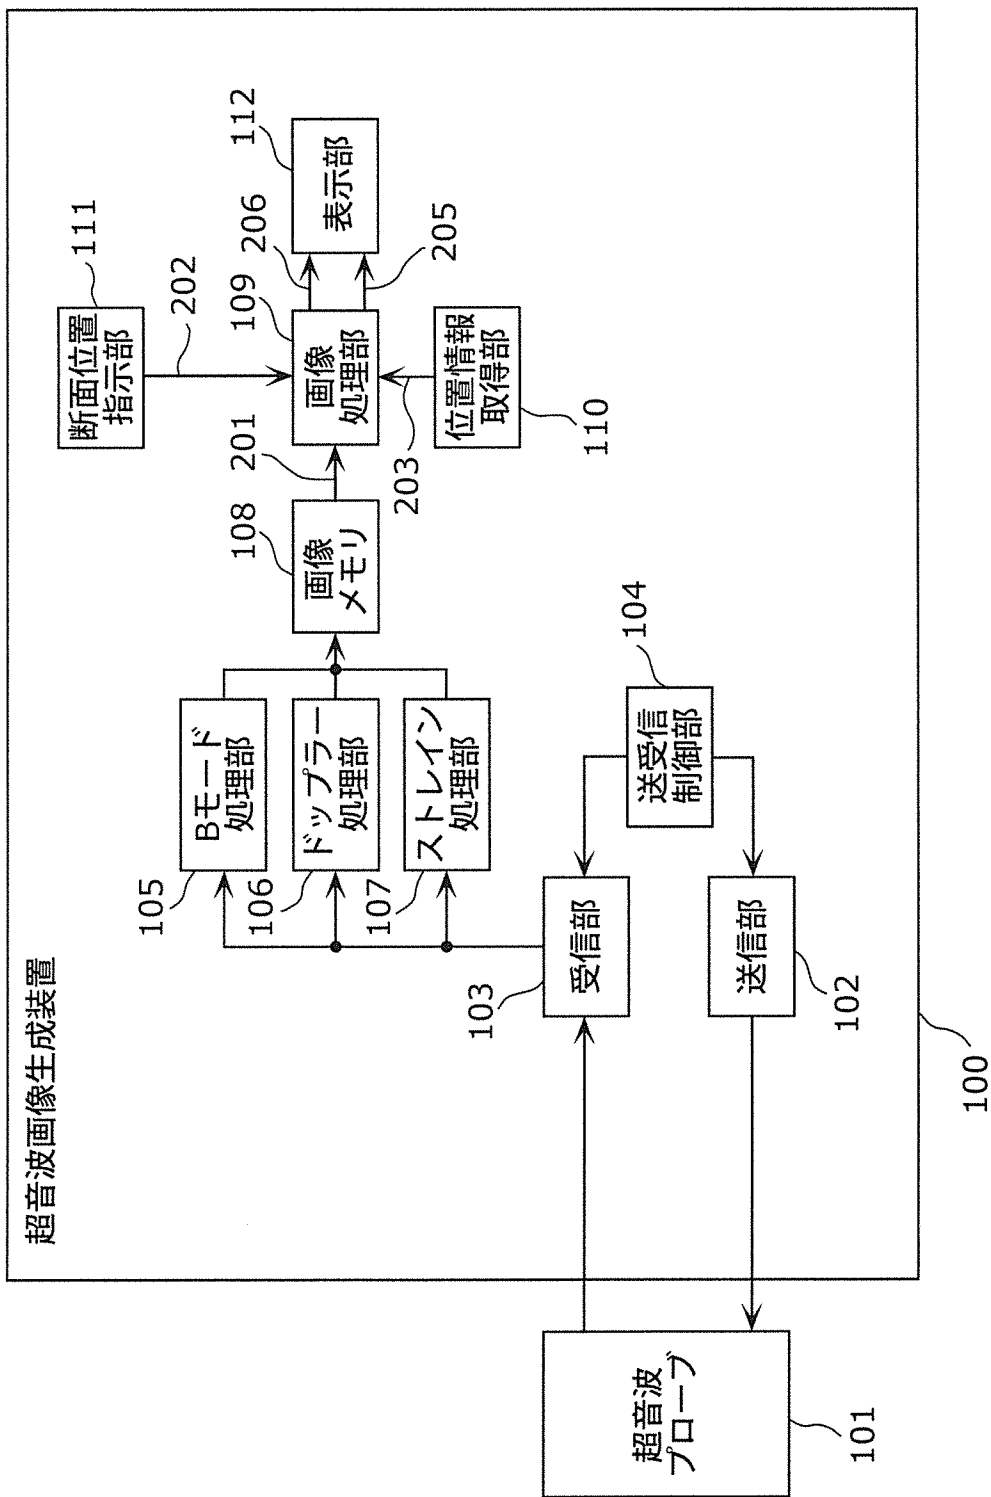 超音波画像生成装置
断面位置
指示部
111
202
112
表示部
206
205
109
画像
処理部
位置情報
取得部
110
203
201
108
画像
メモリ
Bモード
処理部
105
ドップラー
処理部
106
ストレイン
処理部
107
104
送受信
制御部
受信部
103
送信部
102
100
超音波
プローブ
101